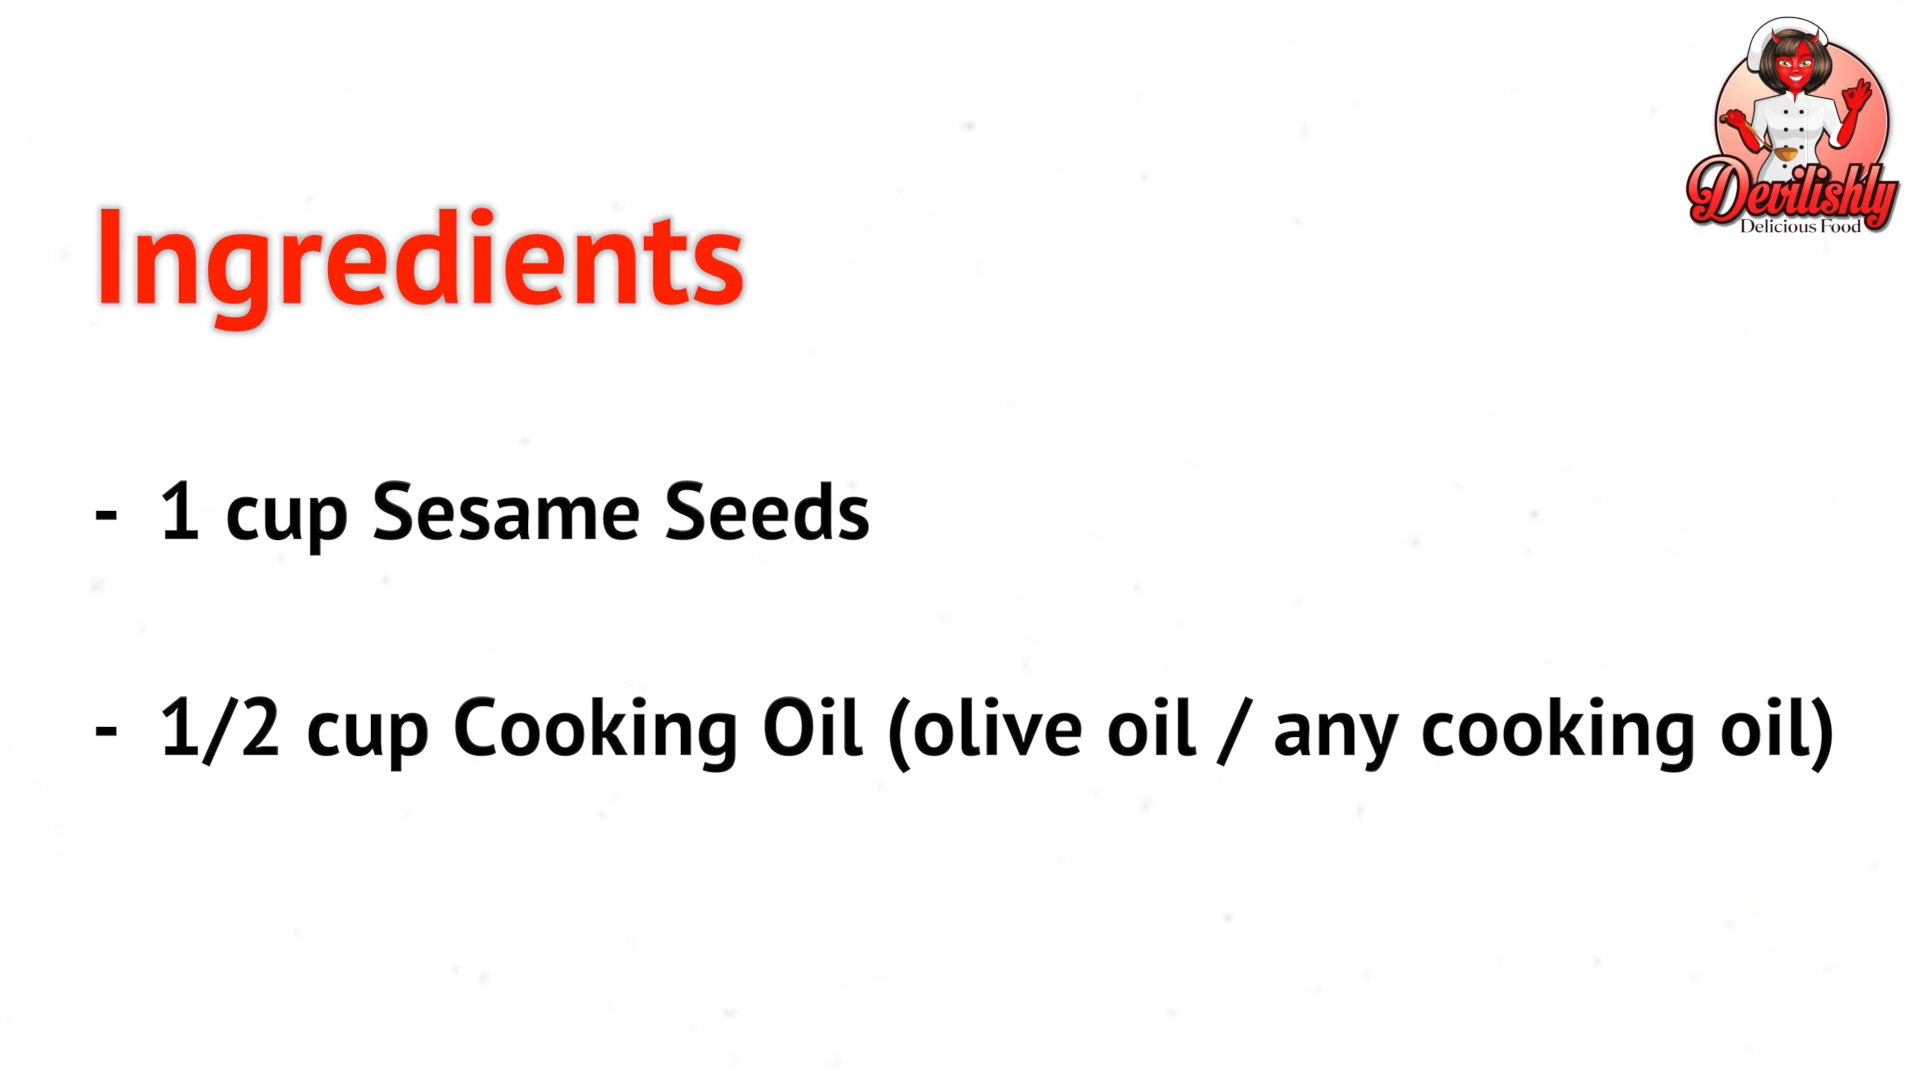 Devilishly
Delicious Food
Ingredients
- 1 cup Sesame Seeds
- 1/2 cup Cooking Oil (olive oil / any cooking oil)